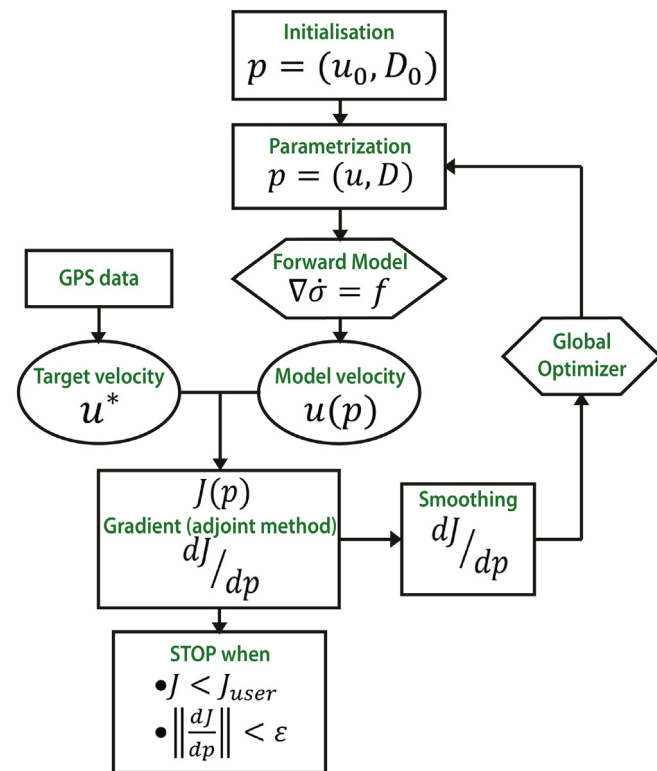 Initialisation
p = (u₀, D₀)
Parametrization
p = (u, D)
Forward Model
∇σ̇ = f
GPS data
Target velocity
u*
Model velocity
u(p)
Global
Optimizer
J(p)
Gradient (adjoint method)
dJ/dp
Smoothing
dJ/dp
STOP when
•J < J_user
•‖dJ/dp‖ < ε